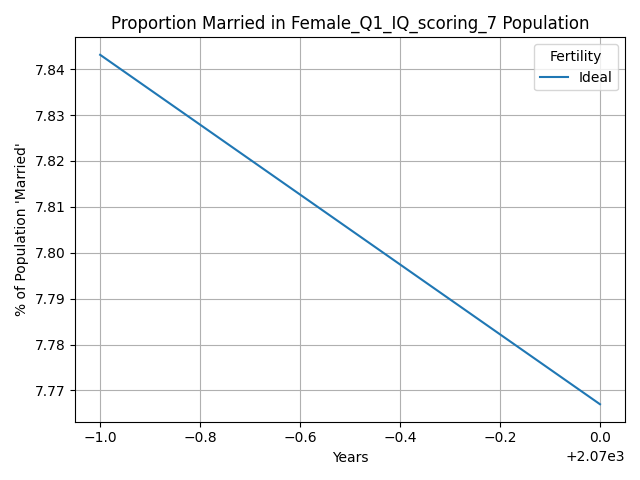 Proportion Married in Female_Q1_IQ_scoring_7 Population
Fertility
Ideal
% of Population 'Married'
7.84
7.83
7.82
7.81
7.80
7.79
7.78
7.77
−1.0
−0.8
−0.6
−0.4
−0.2
0.0
+2.07e3
Years